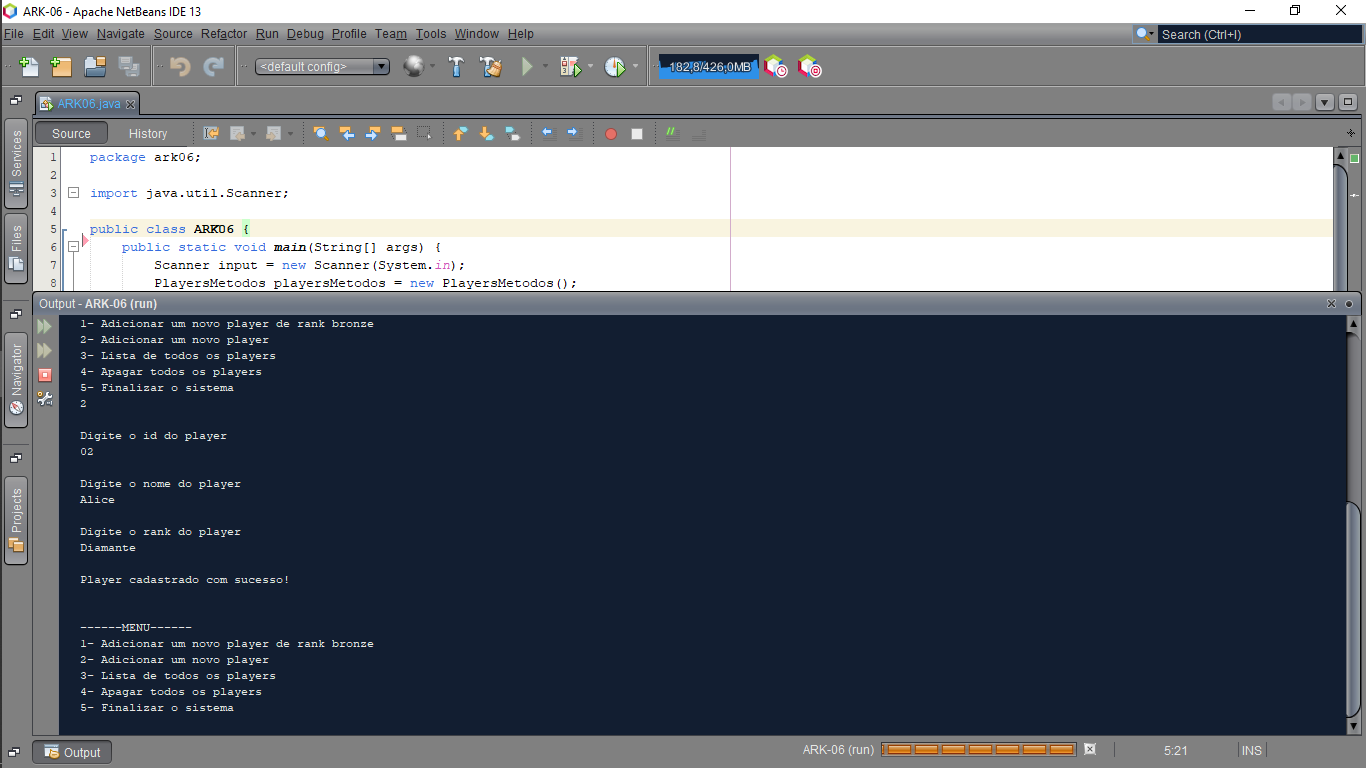 ARK-06 - Apache NetBeans IDE 13
File Edit View Navigate Source Refactor Run Debug Profile Team Tools Window Help
Search (Ctrl+I)
<default config>
182,8/426,0MB
ARK06.java
Source History
Services
Files
Navigator
Projects
1 package ark06;
2
3 import java.util.Scanner;
4
5 public class ARK06 {
6 public static void main(String[] args) {
7 Scanner input = new Scanner(System.in);
8 PlayersMetodos playersMetodos = new PlayersMetodos();
Output - ARK-06 (run)
1- Adicionar um novo player de rank bronze
2- Adicionar um novo player
3- Lista de todos os players
4- Apagar todos os players
5- Finalizar o sistema
2
Digite o id do player
02
Digite o nome do player
Alice
Digite o rank do player
Diamante
Player cadastrado com sucesso!
------MENU------
1- Adicionar um novo player de rank bronze
2- Adicionar um novo player
3- Lista de todos os players
4- Apagar todos os players
5- Finalizar o sistema
Output
ARK-06 (run)
5:21
INS